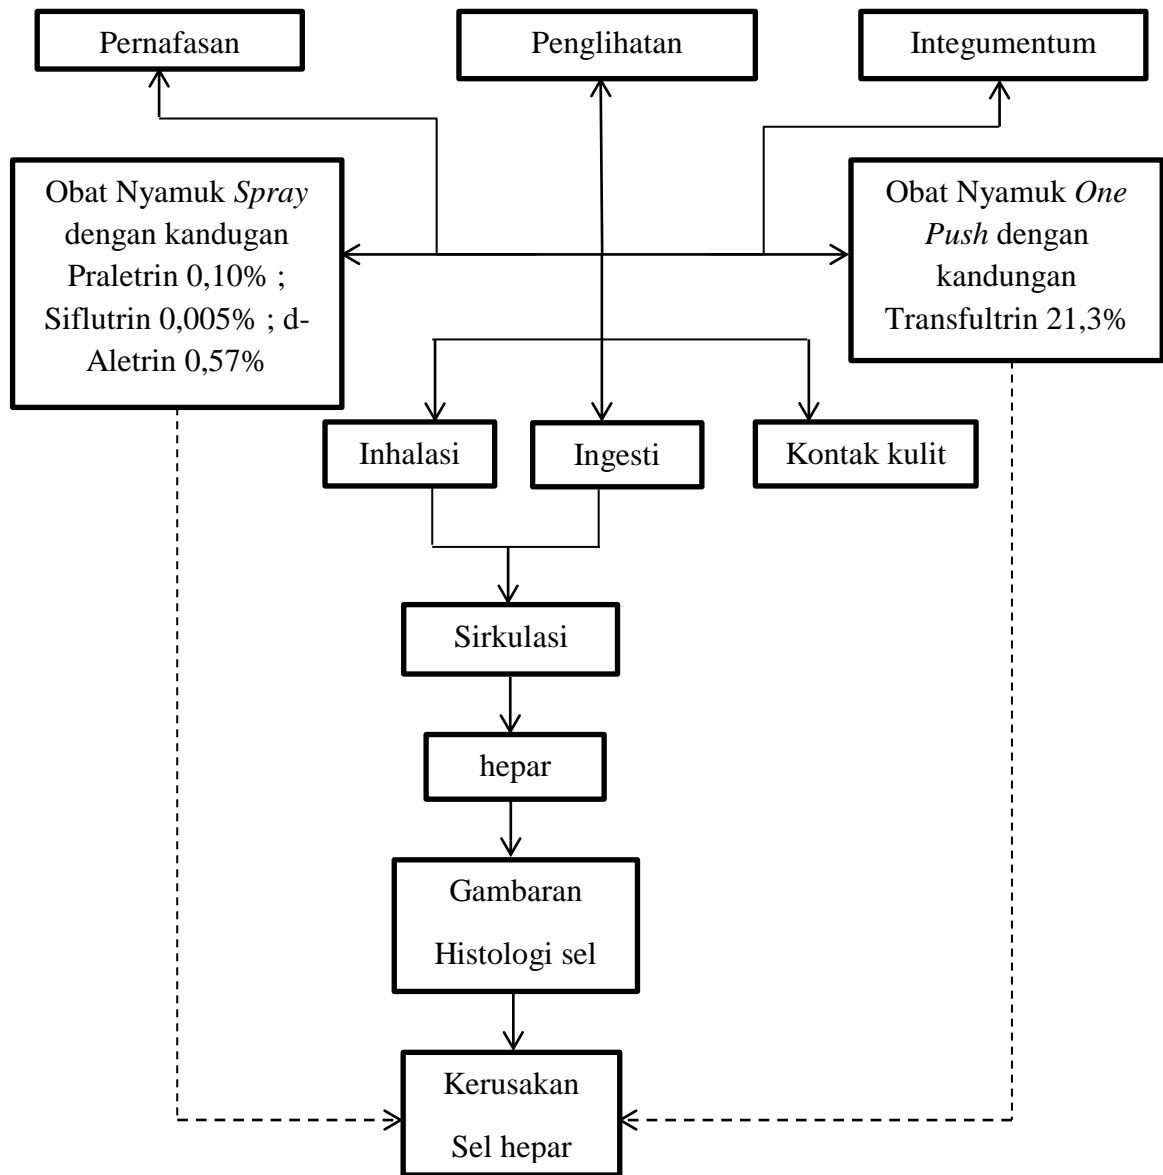 Pernafasan
Penglihatan
Integumentum
Obat Nyamuk Spray
dengan kandugan
Praletrin 0,10% ;
Siflutrin 0,005% ; d-
Aletrin 0,57%
Obat Nyamuk One
Push dengan
kandungan
Transfultrin 21,3%
Inhalasi
Ingesti
Kontak kulit
Sirkulasi
hepar
Gambaran
Histologi sel
Kerusakan
Sel hepar